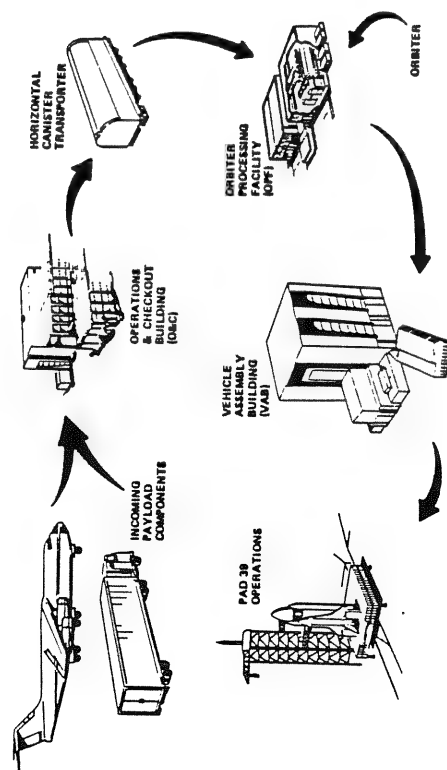 INCOMING
PAYLOAD
COMPONENTS
OPERATIONS
& CHECKOUT
BUILDING
(O&C)
HORIZONTAL
CANISTER
TRANSPORTER
PAD 39
OPERATIONS
VEHICLE
ASSEMBLY
BUILDING
(VAB)
ORBITER
PROCESSING
FACILITY
(OPF)
ORBITER